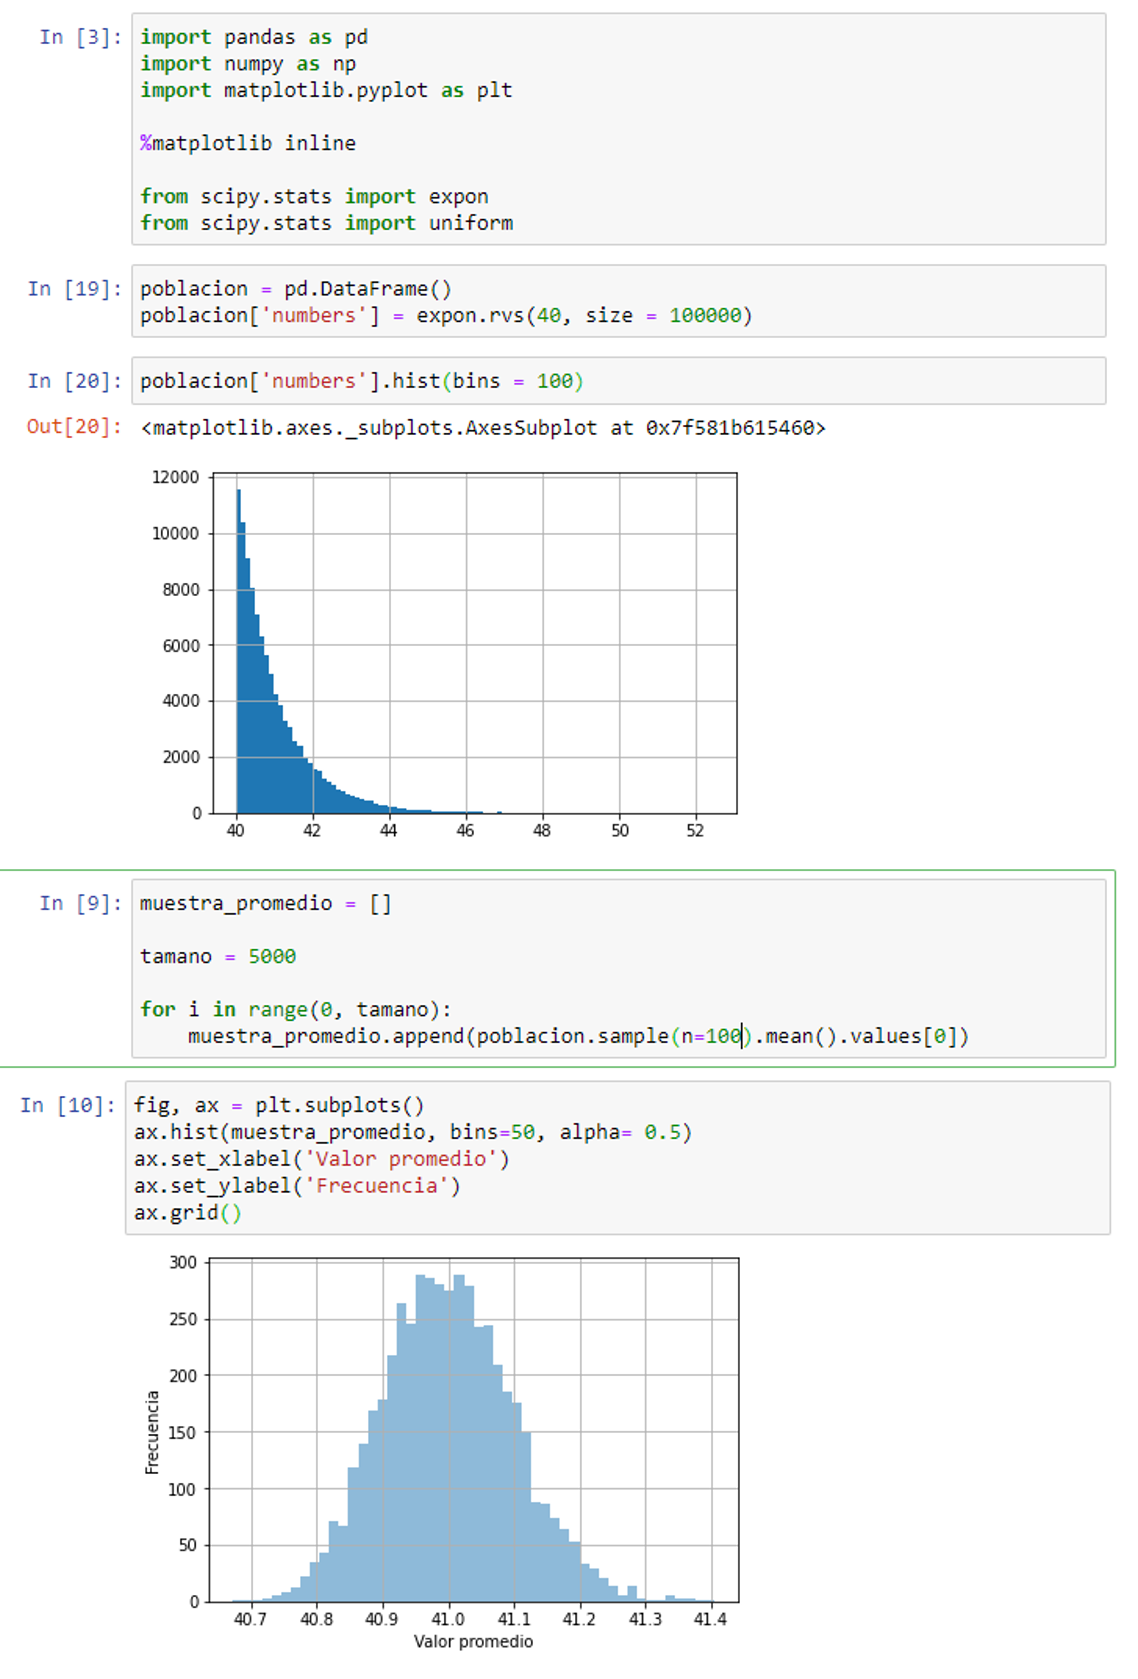 In [3]: import pandas as pd
import numpy as np
import matplotlib.pyplot as plt
%matplotlib inline
from scipy.stats import expon
from scipy.stats import uniform
In [19]: poblacion = pd.DataFrame()
poblacion['numbers'] = expon.rvs(40, size = 100000)
In [20]: poblacion['numbers'].hist(bins = 100)
Out[20]: <matplotlib.axes._subplots.AxesSubplot at 0x7f581b615460>
12000
10000
8000
6000
4000
2000
0
40 42 44 46 48 50 52
In [9]: muestra_promedio = []
tamano = 5000
for i in range(0, tamano):
    muestra_promedio.append(poblacion.sample(n=100).mean().values[0])
In [10]: fig, ax = plt.subplots()
ax.hist(muestra_promedio, bins=50, alpha= 0.5)
ax.set_xlabel('Valor promedio')
ax.set_ylabel('Frecuencia')
ax.grid()
300
250
200
150
100
50
0
Frecuencia
40.7 40.8 40.9 41.0 41.1 41.2 41.3 41.4
Valor promedio